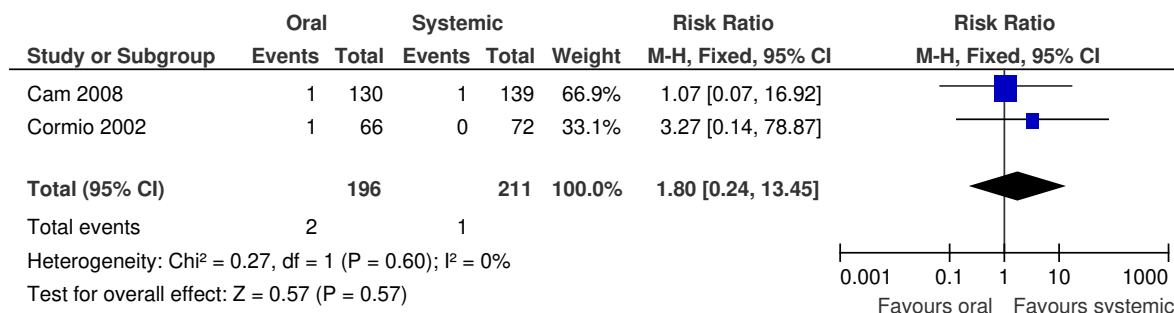 Oral Systemic Risk Ratio Risk Ratio
Study or Subgroup Events Total Events Total Weight M-H, Fixed, 95% CI M-H, Fixed, 95% CI
Cam 2008 1 130 1 139 66.9% 1.07 [0.07, 16.92]
Cormio 2002 1 66 0 72 33.1% 3.27 [0.14, 78.87]
Total (95% CI) 196 211 100.0% 1.80 [0.24, 13.45]
Total events 2 1
Heterogeneity: Chi² = 0.27, df = 1 (P = 0.60); I² = 0%
Test for overall effect: Z = 0.57 (P = 0.57)
0.001 0.1 1 10 1000
Favours oral Favours systemic